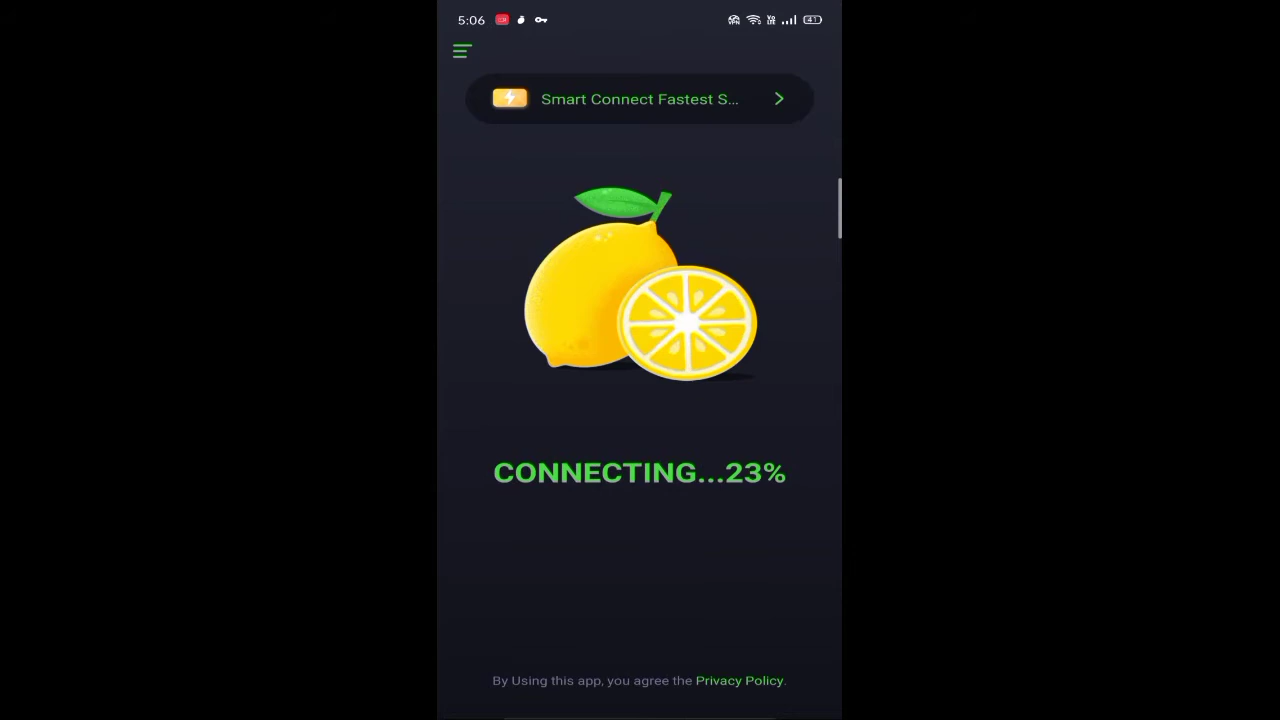 5:06
Smart Connect Fastest S...
CONNECTING...23%
By Using this app, you agree the Privacy Policy.